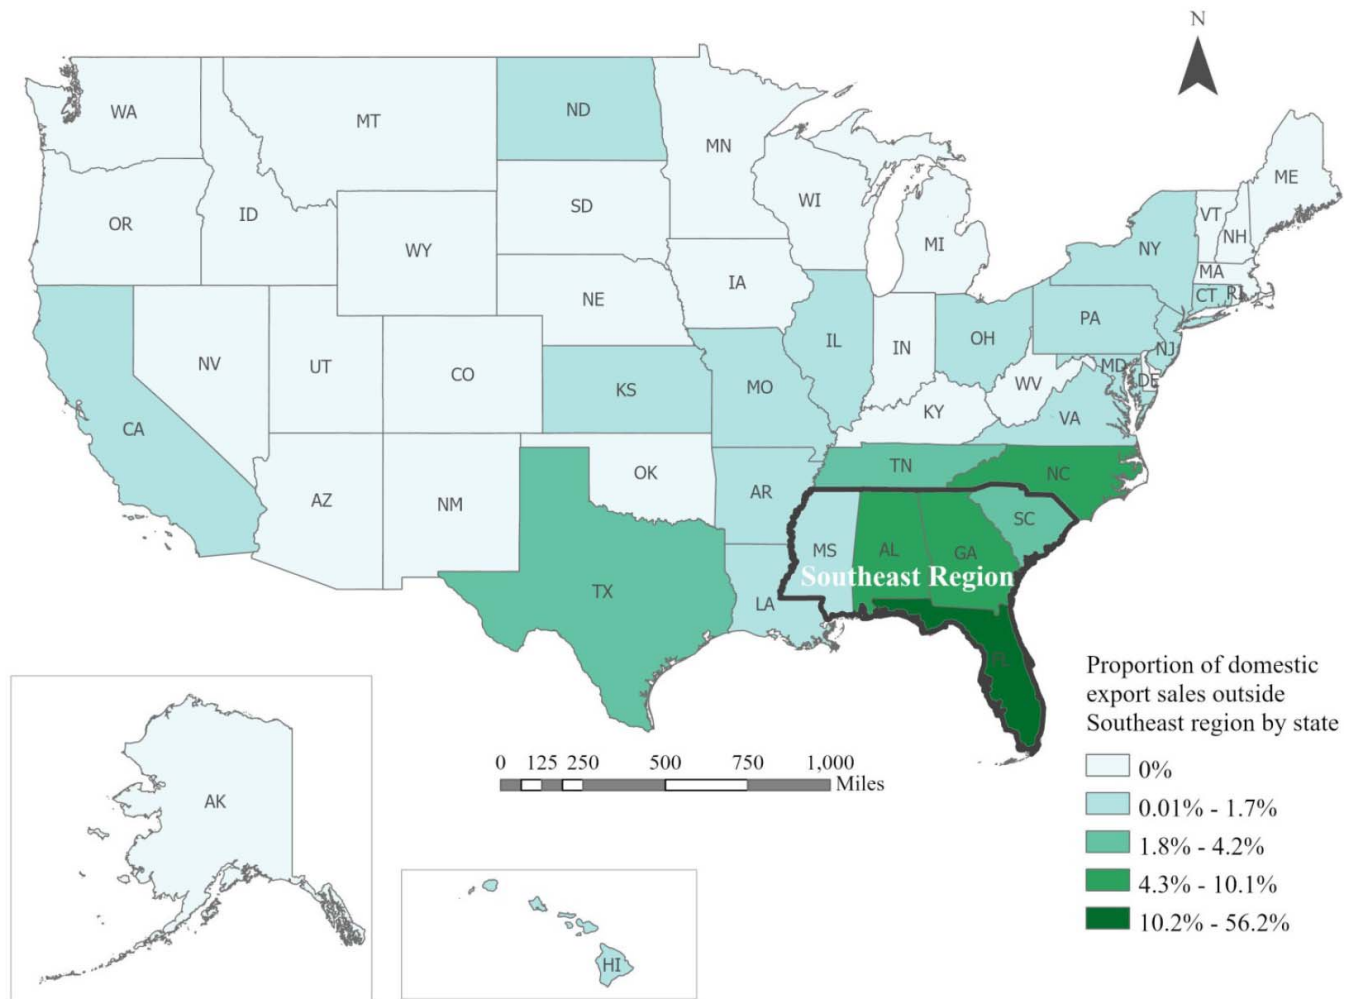 N
WA
MT
ND
MN
ME
OR
ID
SD
WI
VT
NH
WY
MI
NY
MA
IA
CT RI
NE
PA
NV
UT
CO
IL
IN
OH
NJ
KS
MO
MD
DE
WV
CA
KY
VA
TN
NC
AZ
NM
OK
AR
SC
MS
AL
GA
Southeast Region
TX
LA
FL
Proportion of domestic
export sales outside
Southeast region by state
0%
0.01% - 1.7%
1.8% - 4.2%
4.3% - 10.1%
10.2% - 56.2%
0 125 250 500 750 1,000
Miles
AK
HI